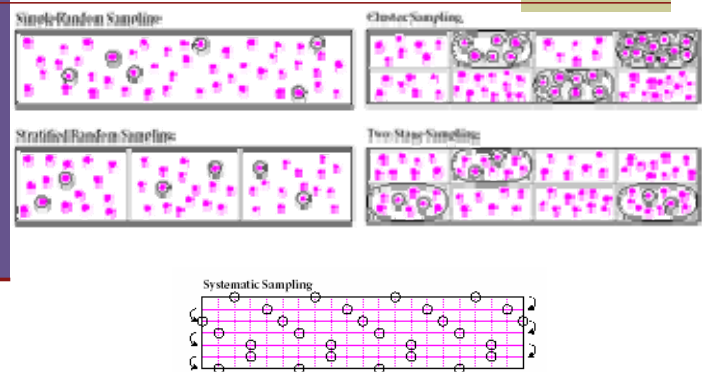 Simple Random Sampling
Cluster Sampling
Stratified Random Sampling
Two-Stage Sampling
Systematic Sampling